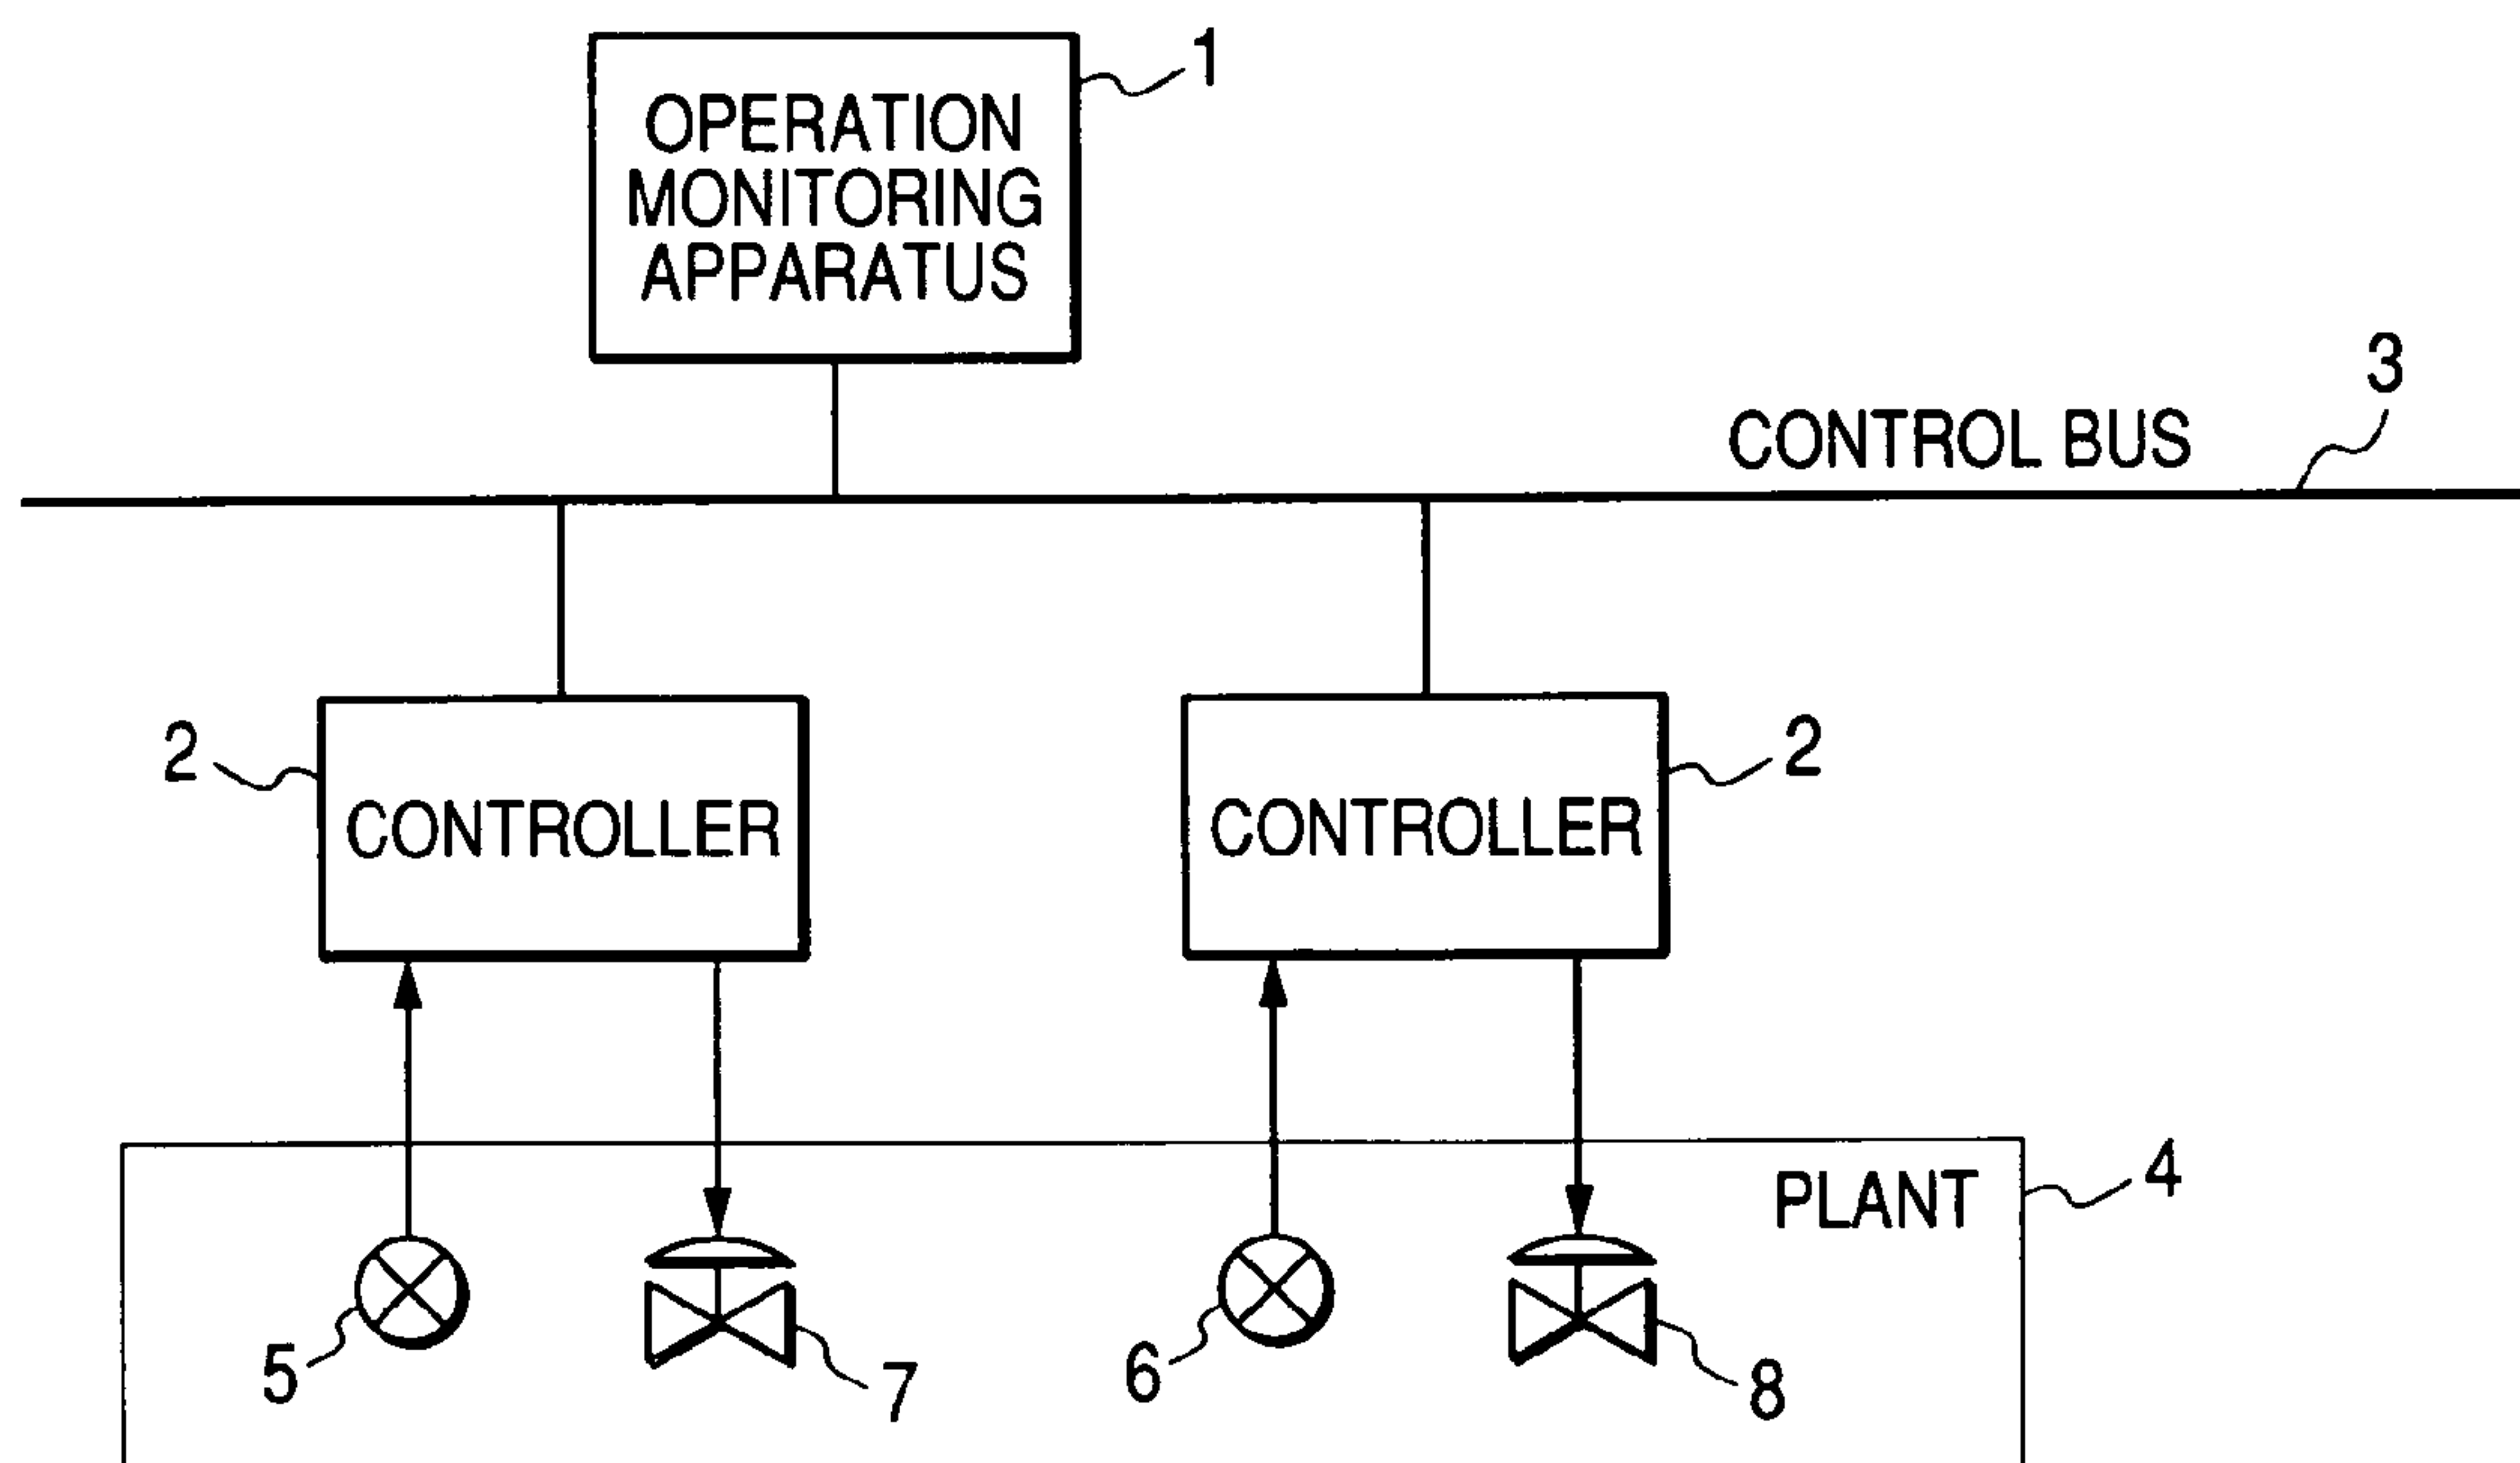 1
OPERATION
MONITORING
APPARATUS
3
CONTROL BUS
2
CONTROLLER
2
CONTROLLER
PLANT
4
5
7
6
8